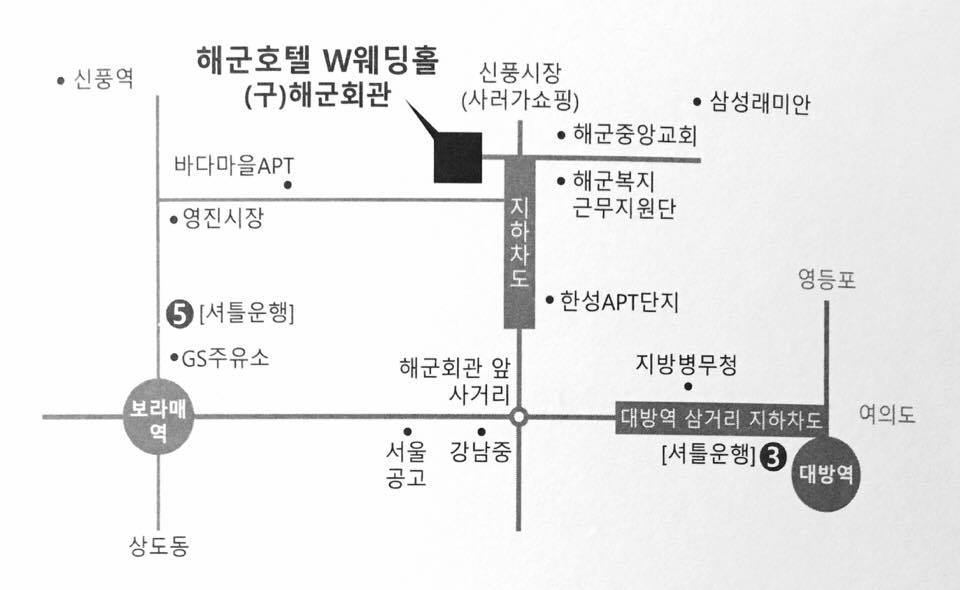 해군호텔 W웨딩홀
(구)해군회관
신풍역
신풍시장
(사러가쇼핑)
삼성래미안
해군중앙교회
바다마을APT
해군복지
근무지원단
영진시장
지하차도
영등포
한성APT단지
5 [셔틀운행]
GS주유소
해군회관 앞
사거리
지방병무청
보라매
역
대방역 삼거리 지하차도
여의도
서울
공고
강남중
[셔틀운행] 3
대방역
상도동